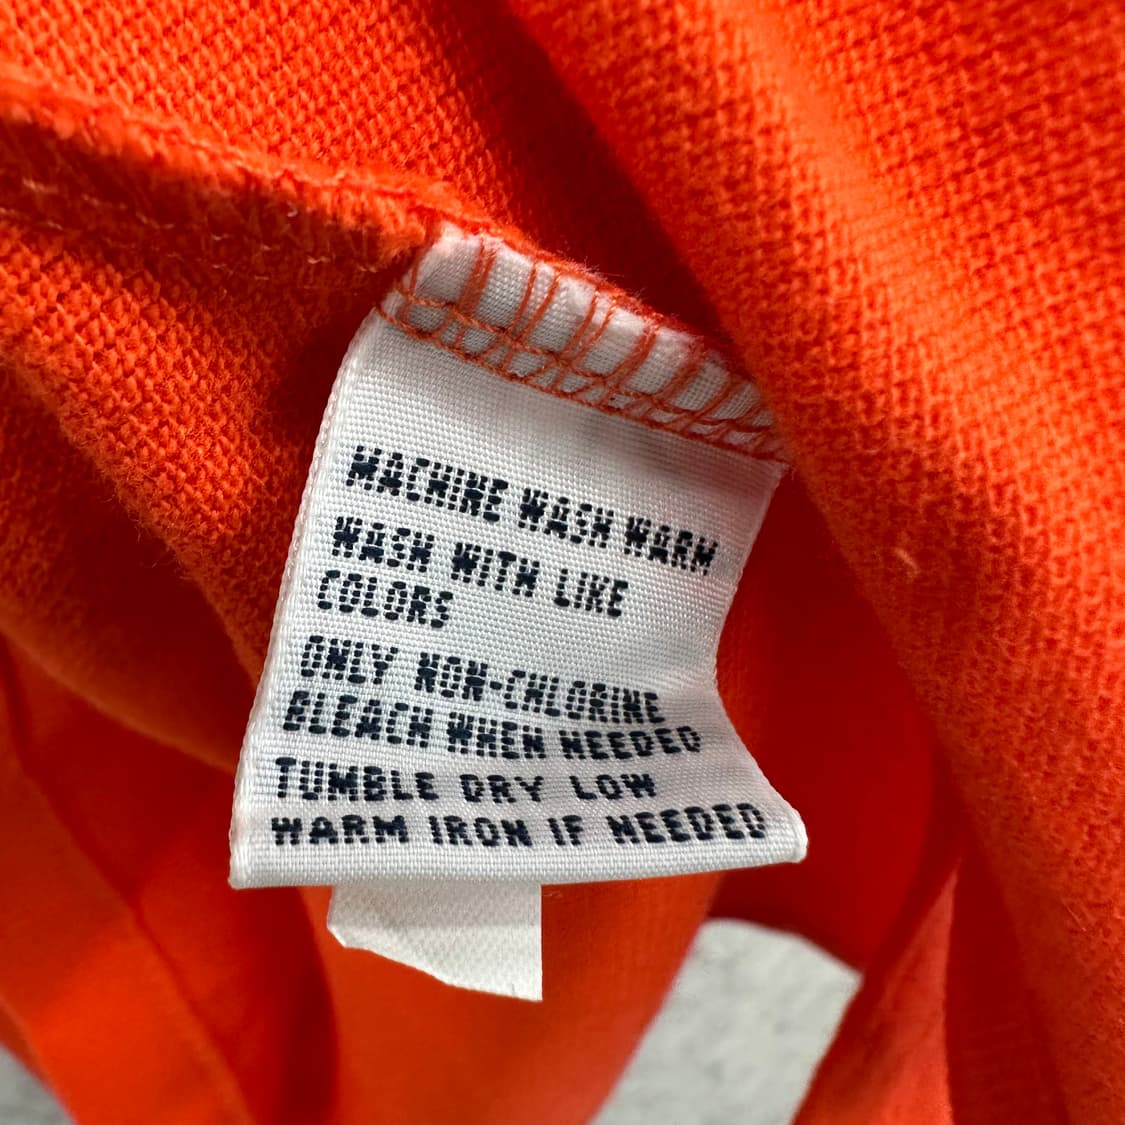 MACHINE WASH WARM
WASH WITH LIKE
COLORS
ONLY NON-CHLORINE
BLEACH WHEN NEEDED
TUMBLE DRY LOW
WARM IRON IF NEEDED